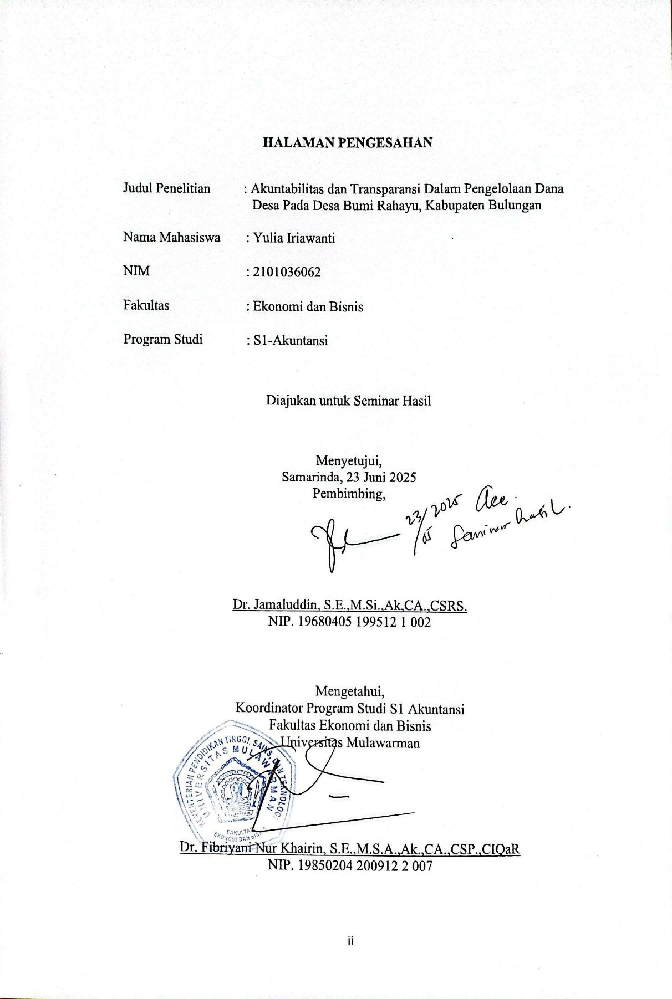 HALAMAN PENGESAHAN
Judul Penelitian : Akuntabilitas dan Transparansi Dalam Pengelolaan Dana
Desa Pada Desa Bumi Rahayu, Kabupaten Bulungan
Nama Mahasiswa : Yulia Iriawanti
NIM : 2101036062
Fakultas : Ekonomi dan Bisnis
Program Studi : S1-Akuntansi
Diajukan untuk Seminar Hasil
Menyetujui,
Samarinda, 23 Juni 2025
Pembimbing,
23/2025 Acc.
/05 Seminar hasil.
Dr. Jamaluddin, S.E.,M.Si.,Ak,CA.,CSRS.
NIP. 19680405 199512 1 002
Mengetahui,
Koordinator Program Studi S1 Akuntansi
Fakultas Ekonomi dan Bisnis
Universitas Mulawarman
KEMENTERIAN PENDIDIKAN TINGGI, SAINS, DAN TEKNOLOGI
UNIVERSITAS MULAWARMAN
FAKULTAS
EKONOMI DAN BISNIS
Dr. Fibriyani Nur Khairin, S.E.,M.S.A.,Ak.,CA.,CSP.,CIQaR
NIP. 19850204 200912 2 007
ii